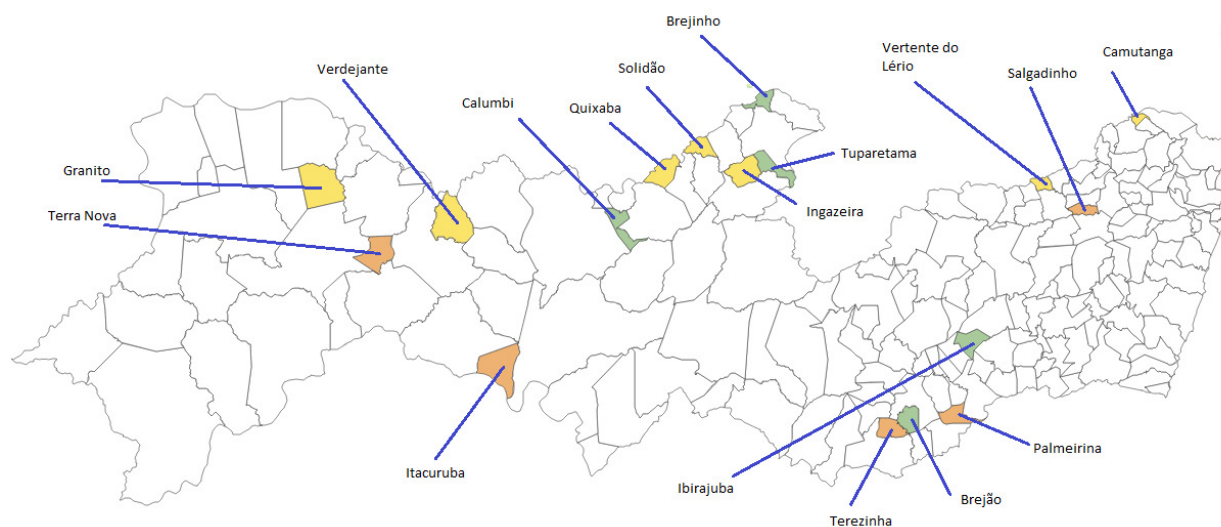 Brejinho
Verdejante
Solidão
Vertente do
Lério
Camutanga
Salgadinho
Calumbi
Quixaba
Granito
Tuparetama
Terra Nova
Ingazeira
Itacuruba
Palmeirina
Ibirajuba
Brejão
Terezinha